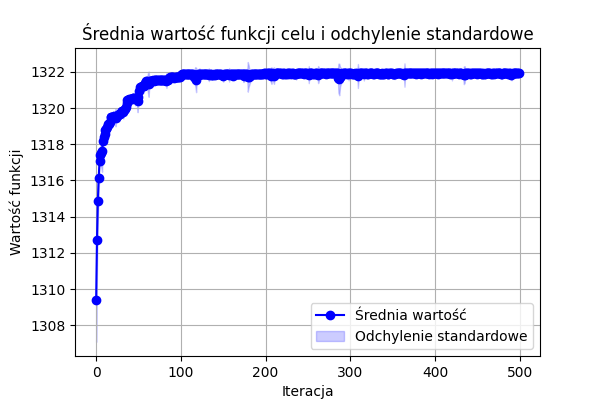 Średnia wartość funkcji celu i odchylenie standardowe
Wartość funkcji
1322
1320
1318
1316
1314
1312
1310
1308
0 100 200 300 400 500
Iteracja
Średnia wartość
Odchylenie standardowe